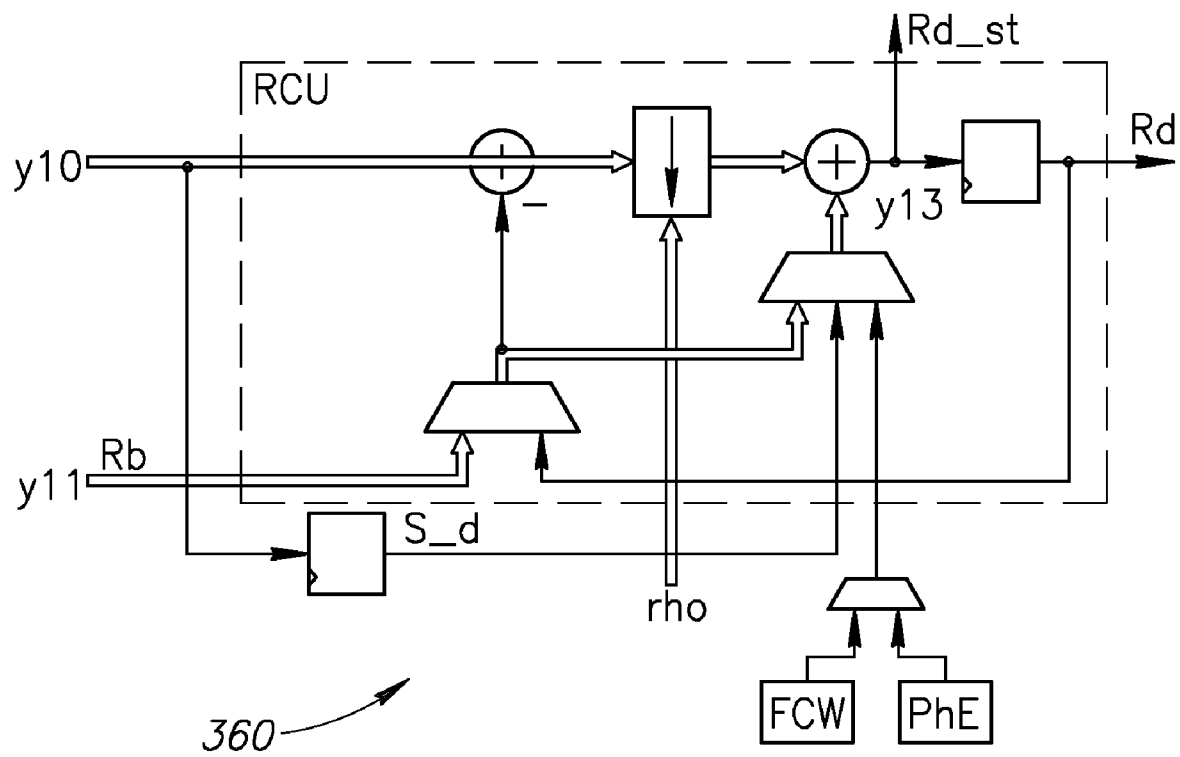 Rd_st
RCU
Rd
y10
−
y13
Rb
y11
S_d
rho
FCW
PhE
360